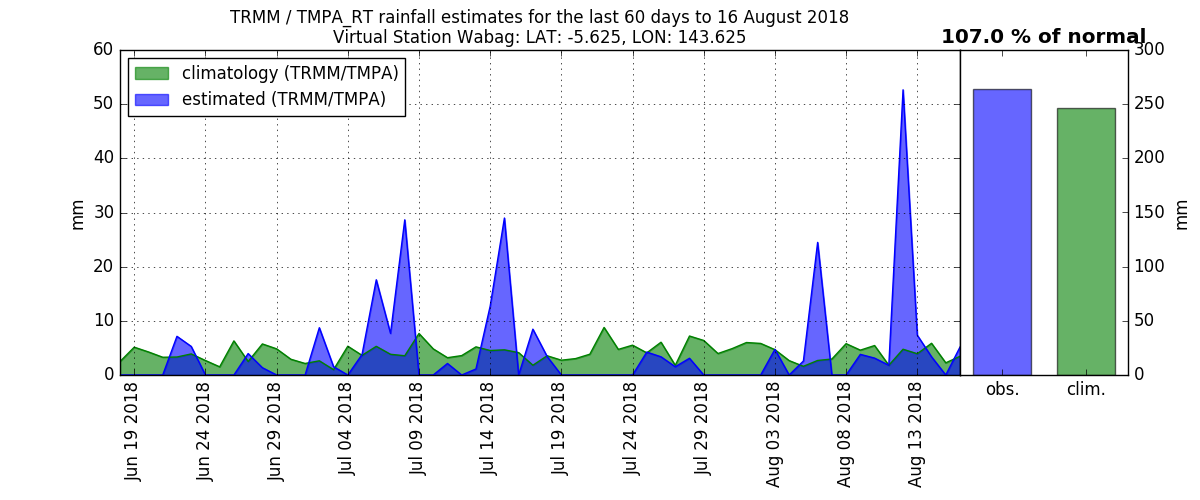 TRMM / TMPA_RT rainfall estimates for the last 60 days to 16 August 2018
Virtual Station Wabag: LAT: -5.625, LON: 143.625
107.0 % of normal
climatology (TRMM/TMPA)
estimated (TRMM/TMPA)
60
50
40
30
20
10
0
mm
Jun 19 2018
Jun 24 2018
Jun 29 2018
Jul 04 2018
Jul 09 2018
Jul 14 2018
Jul 19 2018
Jul 24 2018
Jul 29 2018
Aug 03 2018
Aug 08 2018
Aug 13 2018
obs.
clim.
300
250
200
150
100
50
0
mm